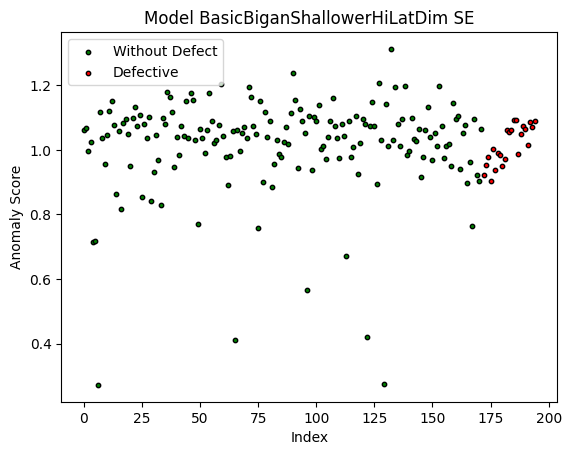 Model BasicBiganShallowerHiLatDim SE
Without Defect
Defective
Anomaly Score
1.2
1.0
0.8
0.6
0.4
0 25 50 75 100 125 150 175 200
Index